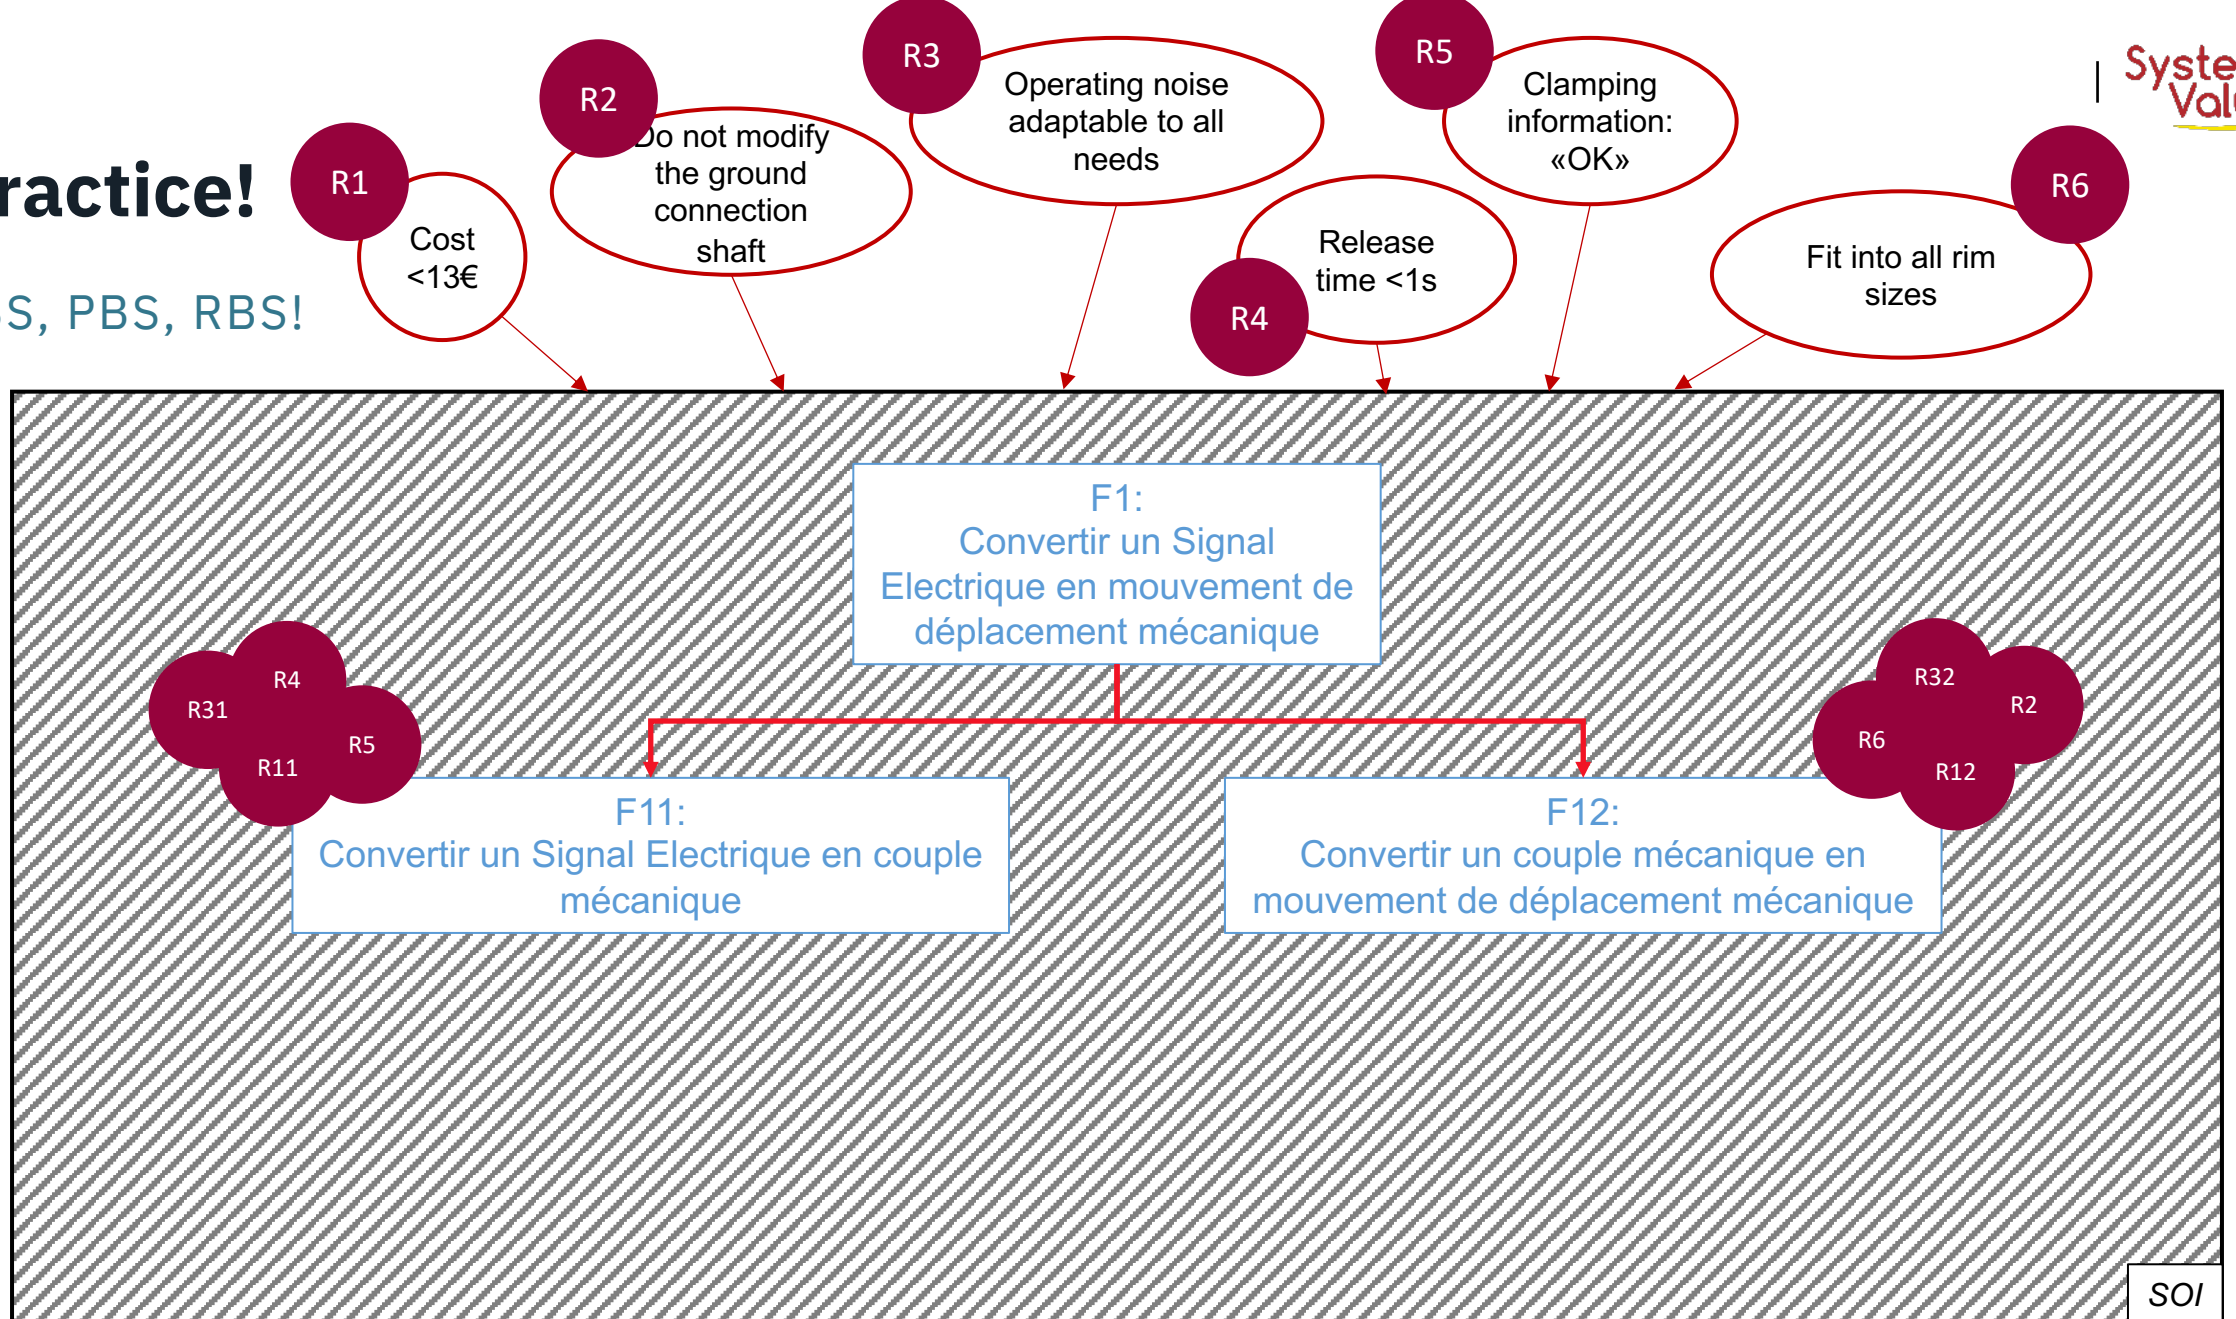 ractice!
S, PBS, RBS!
R1
Cost
<13€
R2
Do not modify
the ground
connection
shaft
R3
Operating noise
adaptable to all
needs
R4
Release
time <1s
R5
Clamping
information:
«OK»
R6
Fit into all rim
sizes
Syste
Valu
F1:
Convertir un Signal
Electrique en mouvement de
déplacement mécanique
R31
R4
R11
R5
F11:
Convertir un Signal Electrique en couple
mécanique
R32
R2
R6
R12
F12:
Convertir un couple mécanique en
mouvement de déplacement mécanique
SOI